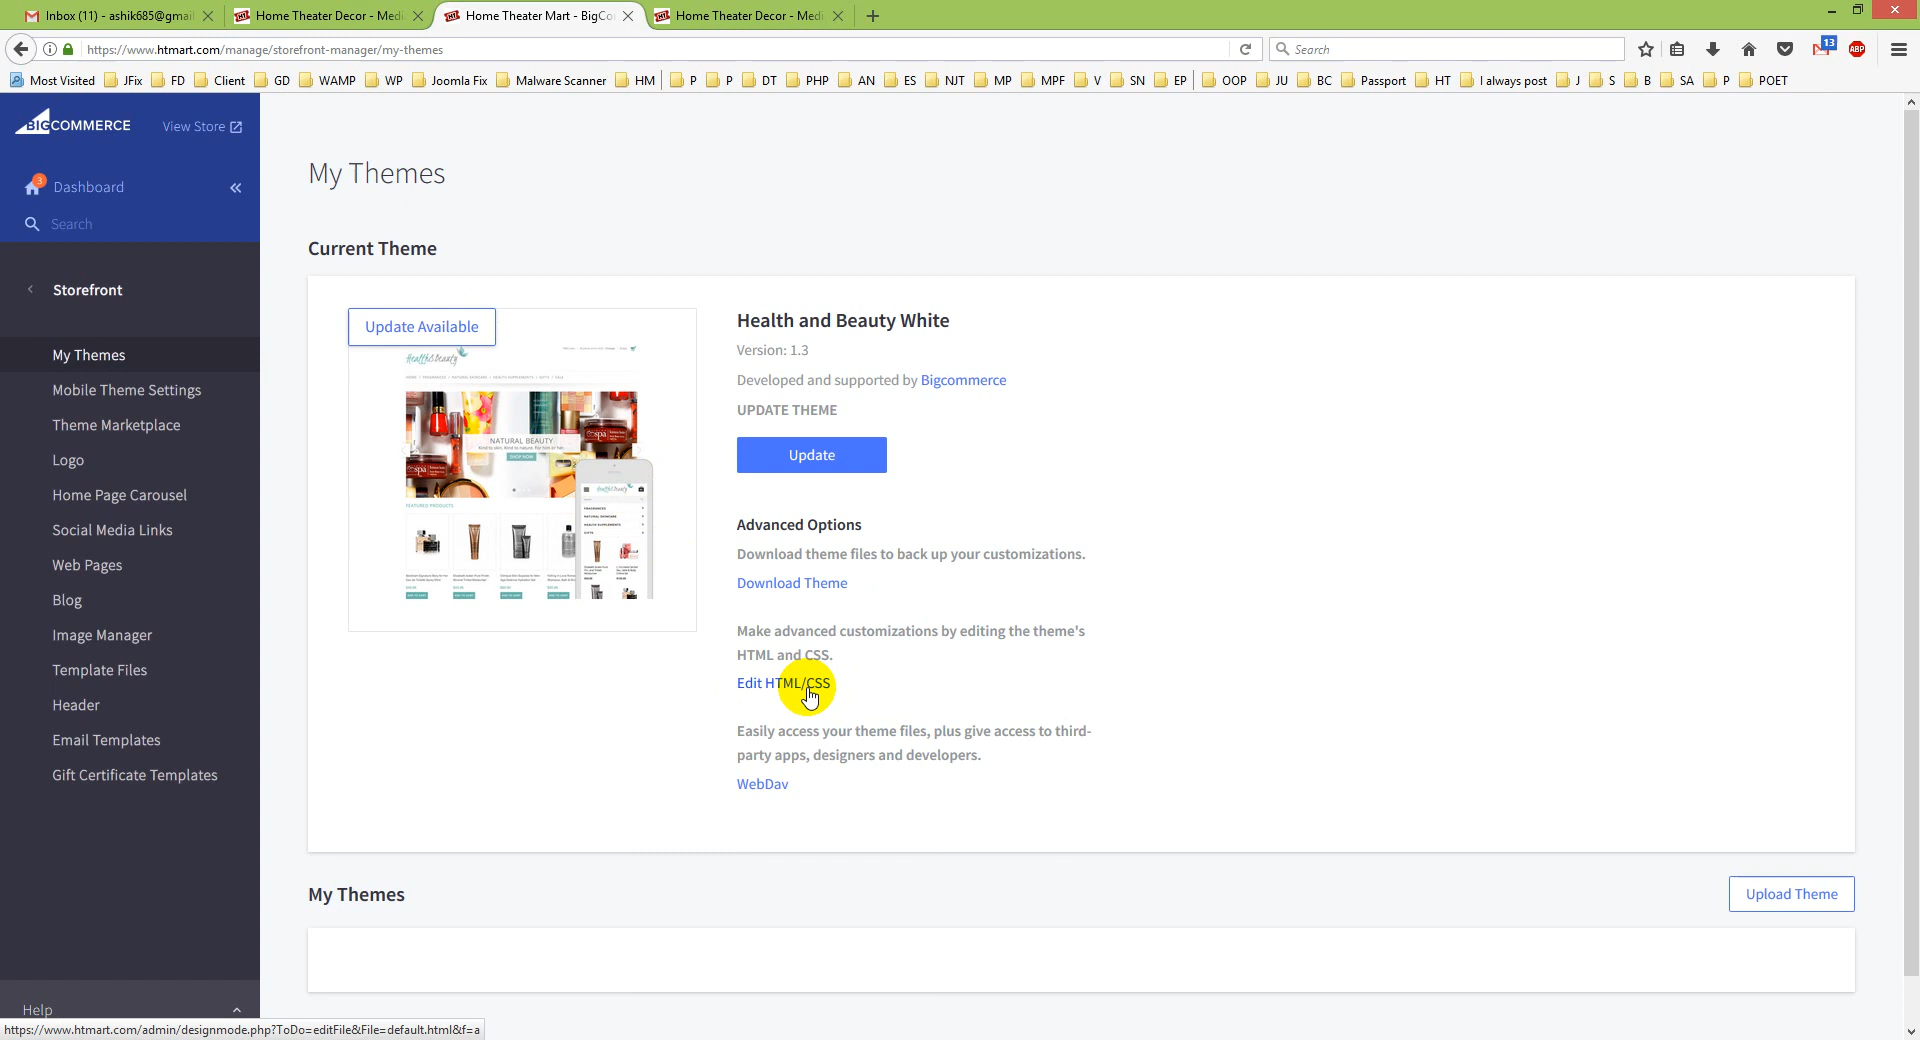 Inbox (11) - ashik685@gmail
Home Theater Decor - Medi
Home Theater Mart - BigCo
Home Theater Decor - Medi
https://www.htmart.com/manage/storefront-manager/my-themes
Search
13
ABP
Most Visited JFix FD Client GD WAMP WP Joomla Fix Malware Scanner HM P P DT PHP AN ES NJT MP MPF V SN EP OOP JU BC Passport HT I always post J S B SA P POET
BIGCOMMERCE
View Store
3
Dashboard
Search
Storefront
My Themes
Mobile Theme Settings
Theme Marketplace
Logo
Home Page Carousel
Social Media Links
Web Pages
Blog
Image Manager
Template Files
Header
Email Templates
Gift Certificate Templates
Help
My Themes
Current Theme
Update Available
Health&Beauty
NATURAL BEAUTY
SHOP NOW
FEATURED PRODUCTS
Health and Beauty White
Version: 1.3
Developed and supported by Bigcommerce
UPDATE THEME
Update
Advanced Options
Download theme files to back up your customizations.
Download Theme
Make advanced customizations by editing the theme's
HTML and CSS.
Edit HTML/CSS
Easily access your theme files, plus give access to third-
party apps, designers and developers.
WebDav
My Themes
Upload Theme
https://www.htmart.com/admin/designmode.php?ToDo=editFile&File=default.html&f=a